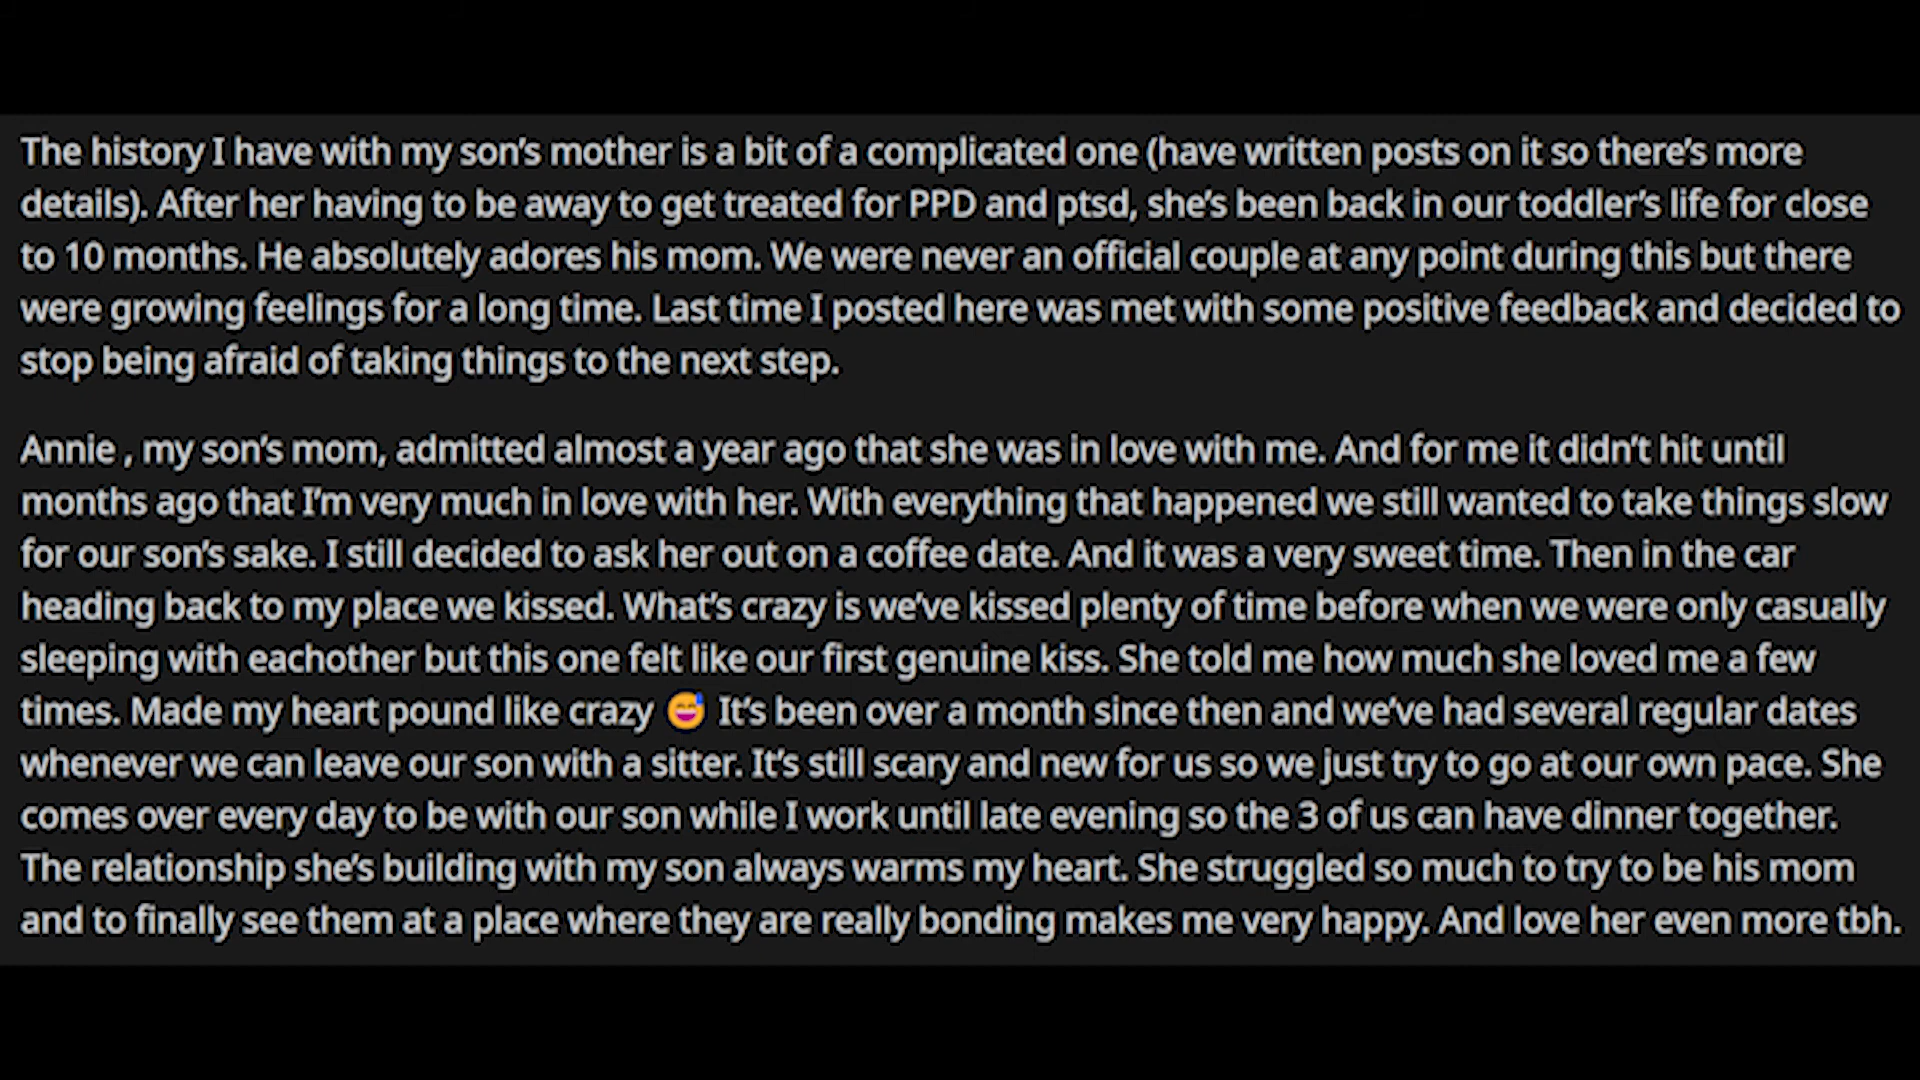 The history I have with my son's mother is a bit of a complicated one (have written posts on it so there's more
details). After her having to be away to get treated for PPD and ptsd, she's been back in our toddler's life for close
to 10 months. He absolutely adores his mom. We were never an official couple at any point during this but there
were growing feelings for a long time. Last time I posted here was met with some positive feedback and decided to
stop being afraid of taking things to the next step.
Annie , my son's mom, admitted almost a year ago that she was in love with me. And for me it didn't hit until
months ago that I'm very much in love with her. With everything that happened we still wanted to take things slow
for our son's sake. I still decided to ask her out on a coffee date. And it was a very sweet time. Then in the car
heading back to my place we kissed. What's crazy is we've kissed plenty of time before when we were only casually
sleeping with eachother but this one felt like our first genuine kiss. She told me how much she loved me a few
times. Made my heart pound like crazy 😅 It's been over a month since then and we've had several regular dates
whenever we can leave our son with a sitter. It's still scary and new for us so we just try to go at our own pace. She
comes over every day to be with our son while I work until late evening so the 3 of us can have dinner together.
The relationship she's building with my son always warms my heart. She struggled so much to try to be his mom
and to finally see them at a place where they are really bonding makes me very happy. And love her even more tbh.